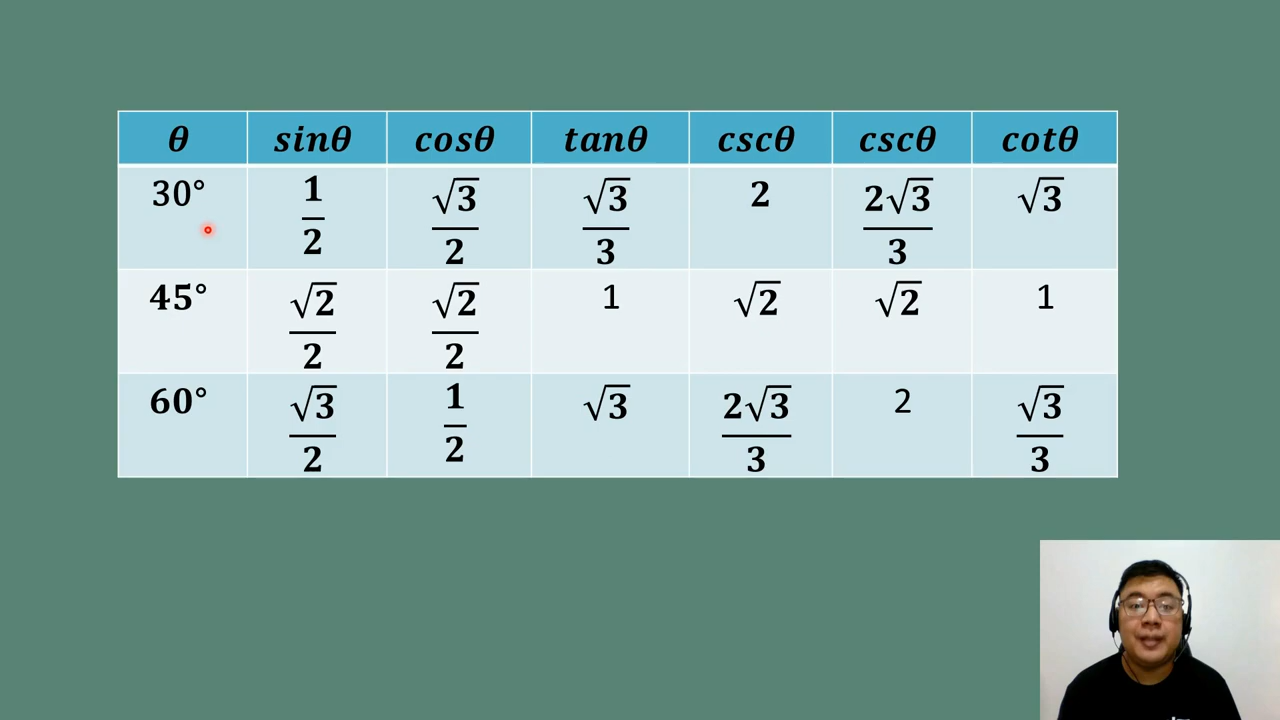 θ sinθ cosθ tanθ cscθ cscθ cotθ
30° 1/2 √3/2 √3/3 2 2√3/3 √3
45° √2/2 √2/2 1 √2 √2 1
60° √3/2 1/2 √3 2√3/3 2 √3/3